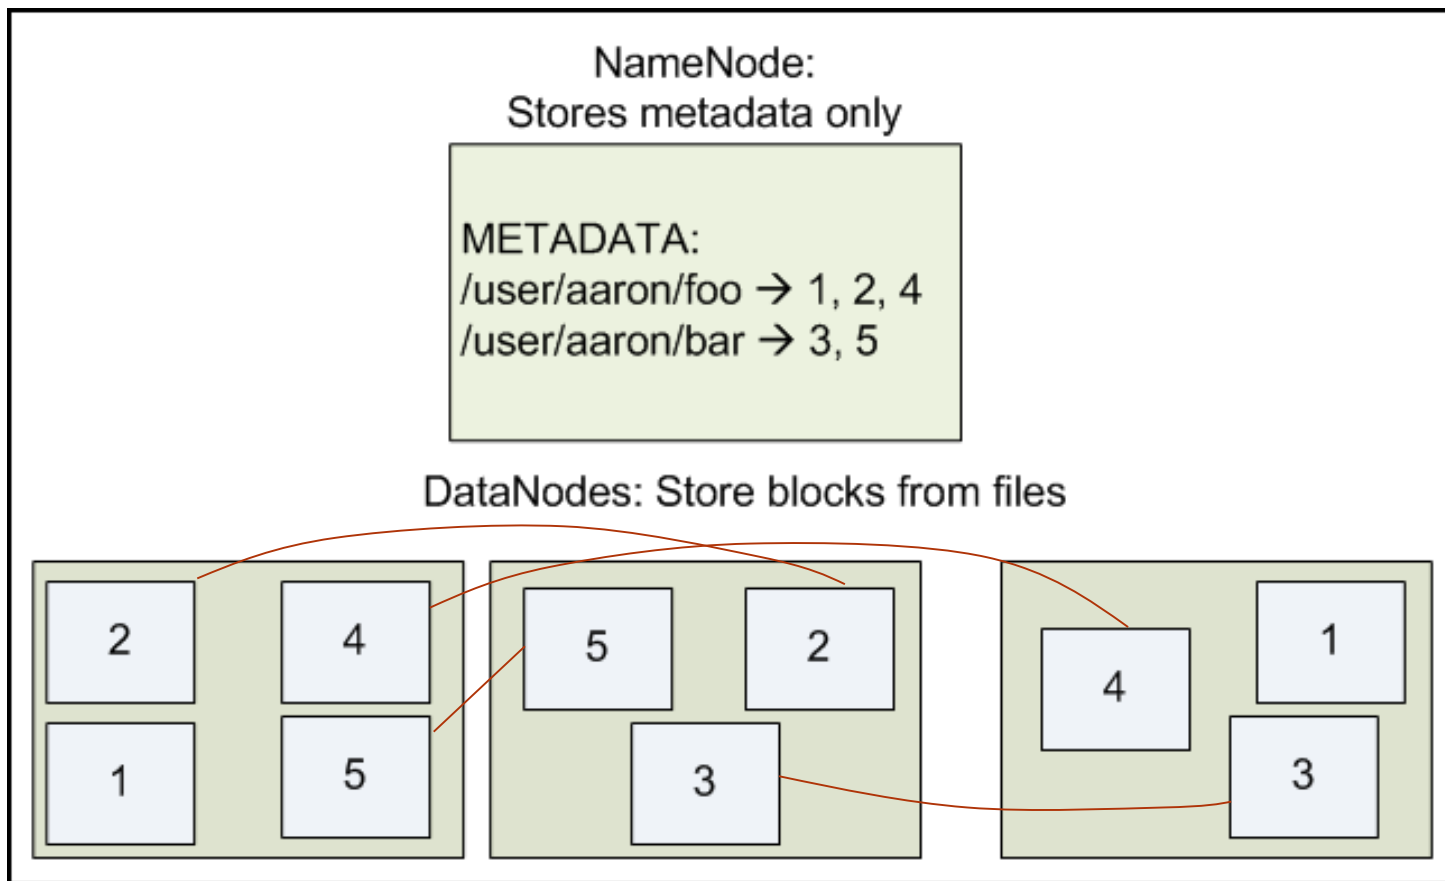 NameNode:
Stores metadata only
METADATA:
/user/aaron/foo → 1, 2, 4
/user/aaron/bar → 3, 5
DataNodes: Store blocks from files
2
4
1
5
5
2
3
4
1
3